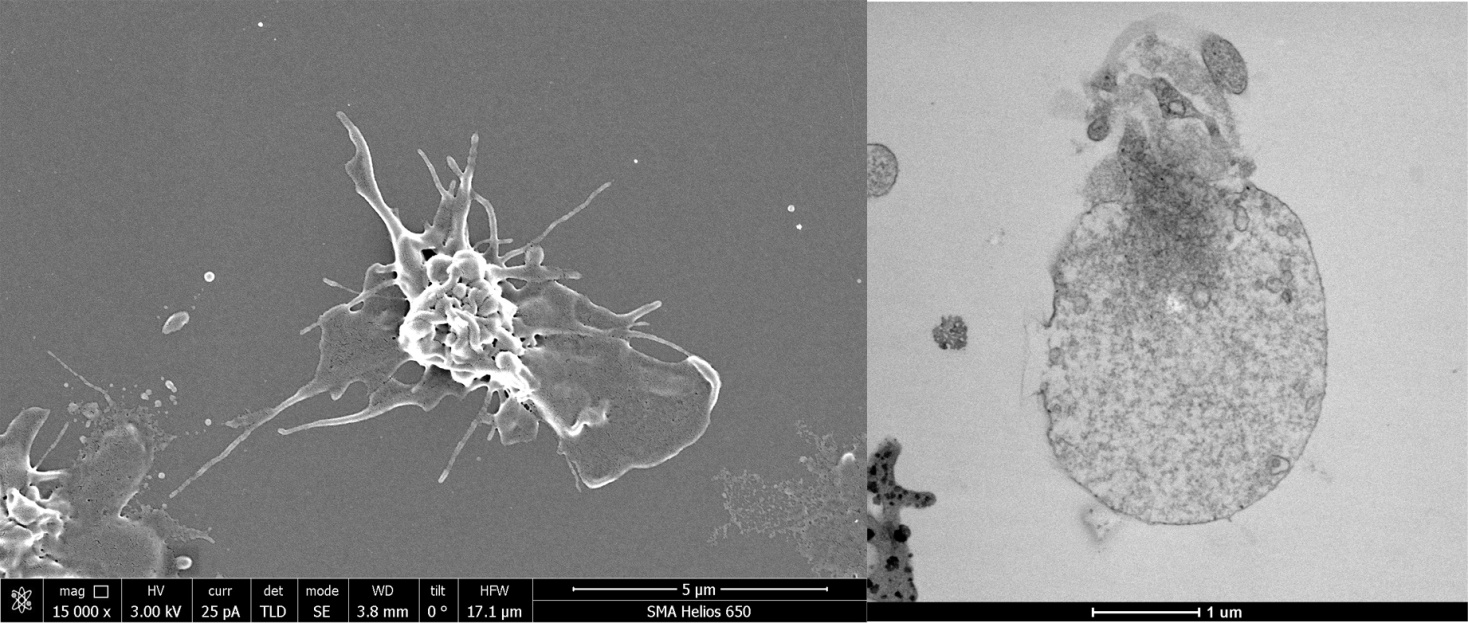 mag HV curr det mode WD tilt HFW 5 µm
15 000 x 3.00 kV 25 pA TLD SE 3.8 mm 0 ° 17.1 µm SMA Helios 650
1 um